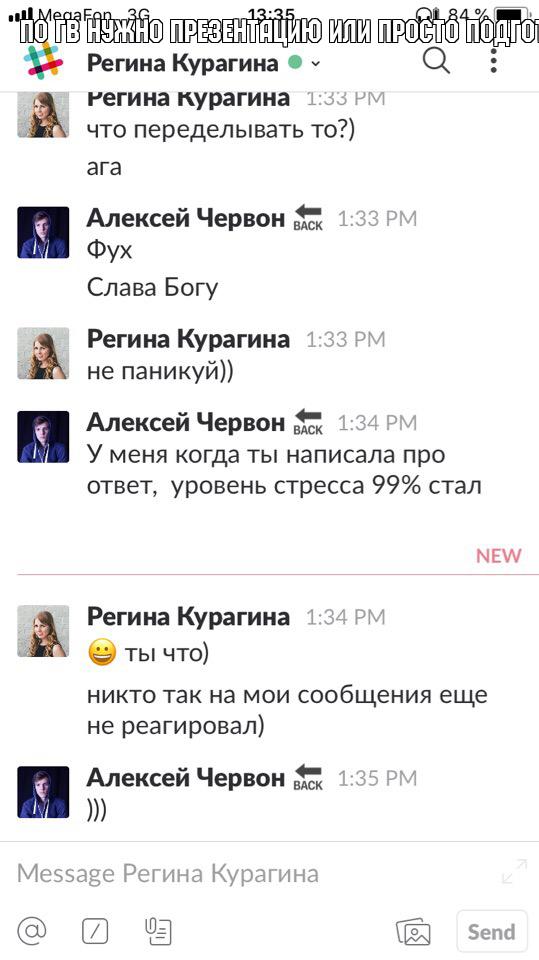 MegaFon 3G 13:35 84 %
ПО ГВ НУЖНО ПРЕЗЕНТАЦИЮ ИЛИ ПРОСТО
Регина Курагина
Регина Курагина 1:33 PM
что переделывать то?)
ага
Алексей Червон BACK 1:33 PM
Фух
Слава Богу
Регина Курагина 1:33 PM
не паникуй))
Алексей Червон BACK 1:34 PM
У меня когда ты написала про
ответ, уровень стресса 99% стал
NEW
Регина Курагина 1:34 PM
😀 ты что)
никто так на мои сообщения еще
не реагировал)
Алексей Червон BACK 1:35 PM
)))
Message Регина Курагина
Send